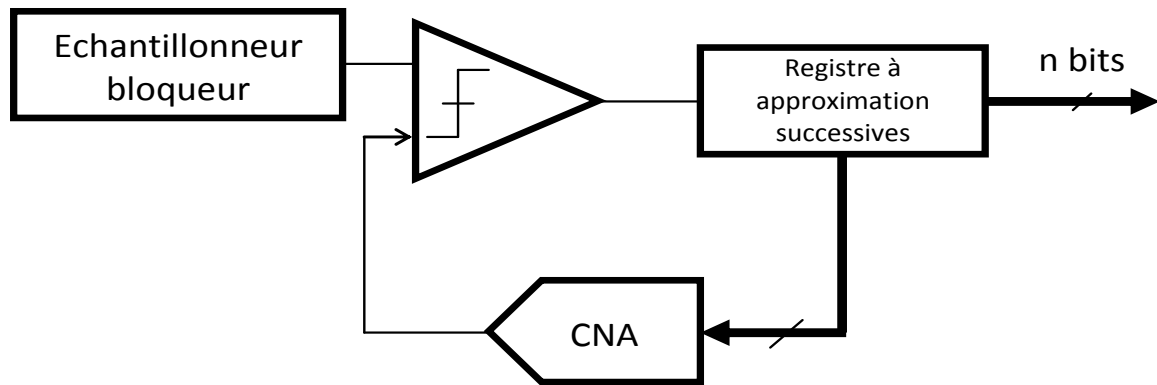 Echantillonneur
bloqueur
Registre à
approximation
successives
n bits
CNA